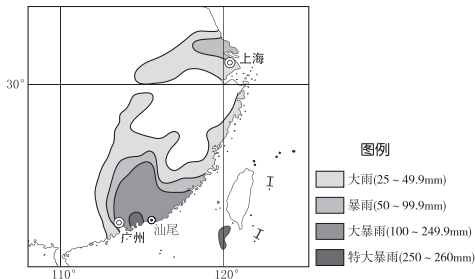 上海
30°
广州
汕尾
110°
120°
图例
大雨(25～49.9mm)
暴雨(50～99.9mm)
大暴雨(100～249.9mm)
特大暴雨(250～260mm)